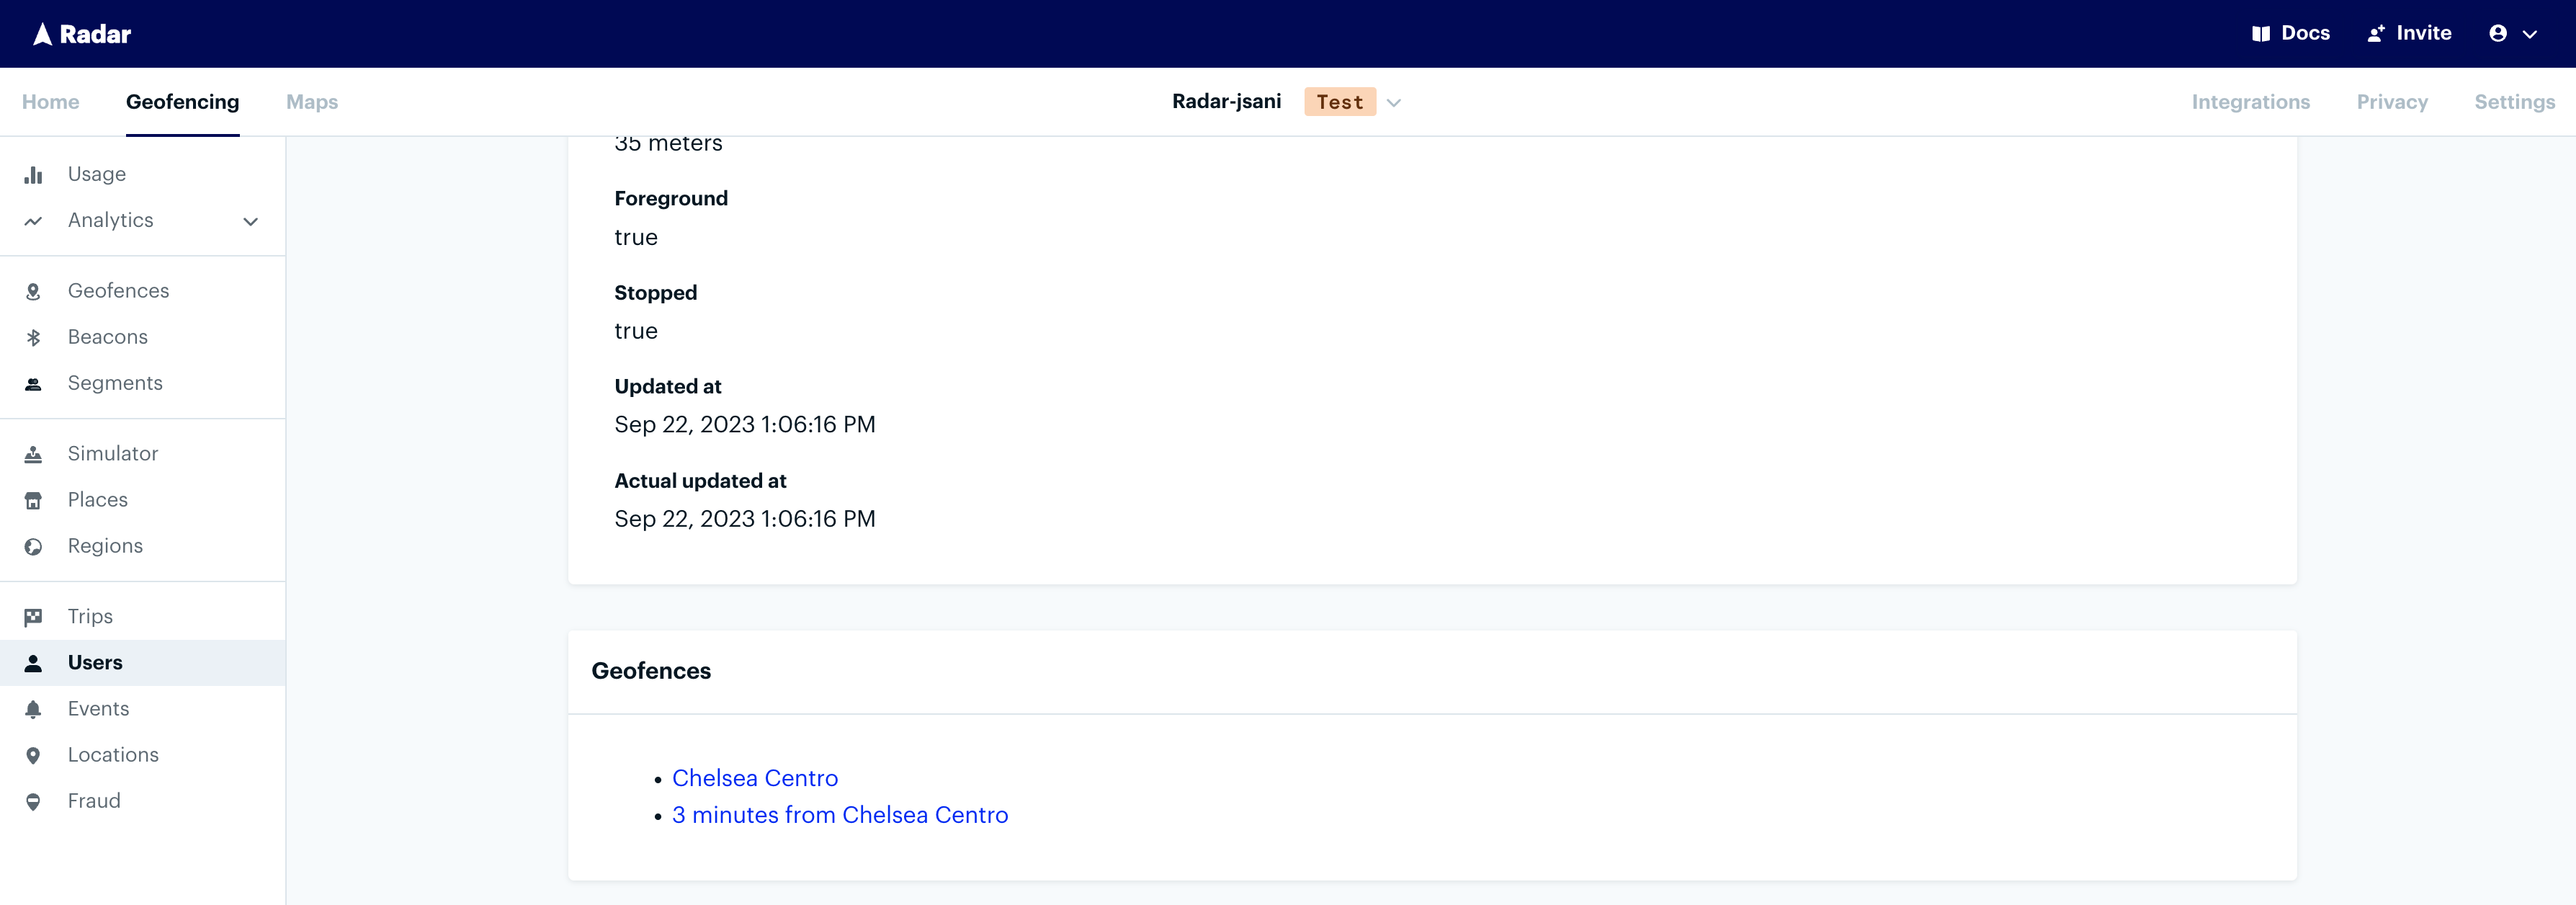 Radar
Docs
Invite
Home
Geofencing
Maps
Radar-jsani
Test
Integrations
Privacy
Settings
Usage
Analytics
Geofences
Beacons
Segments
Simulator
Places
Regions
Trips
Users
Events
Locations
Fraud
35 meters
Foreground
true
Stopped
true
Updated at
Sep 22, 2023 1:06:16 PM
Actual updated at
Sep 22, 2023 1:06:16 PM
Geofences
Chelsea Centro
3 minutes from Chelsea Centro